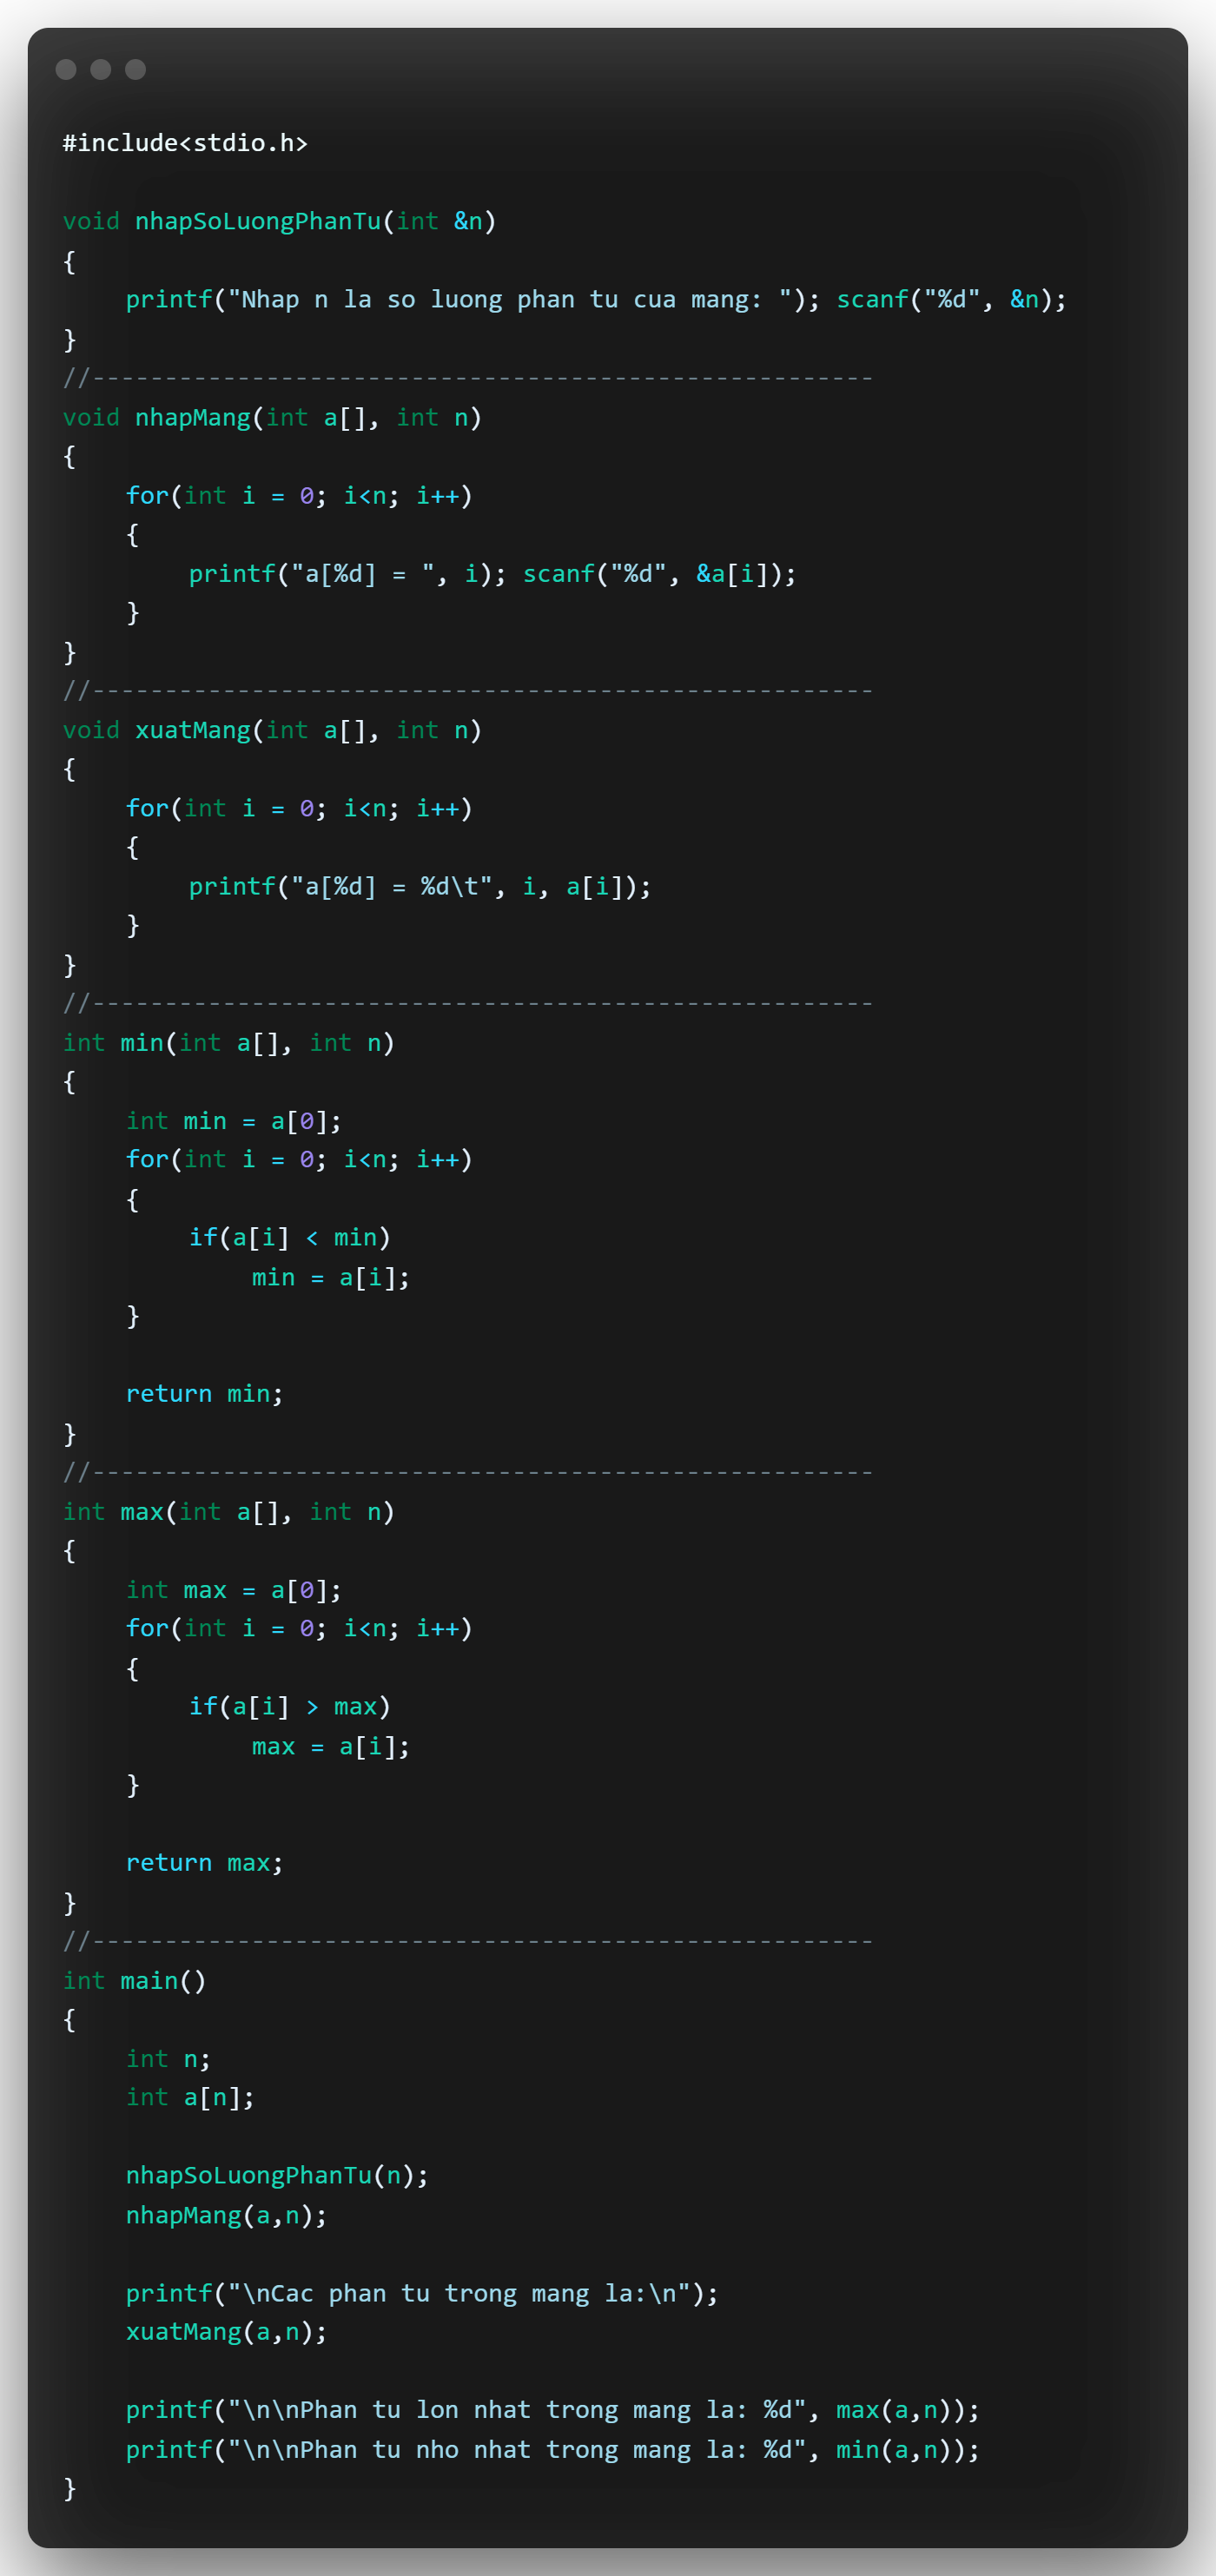 #include<stdio.h>

void nhapSoLuongPhanTu(int &n)
{
    printf("Nhap n la so luong phan tu cua mang: "); scanf("%d", &n);
}
//------------------------------------------------------
void nhapMang(int a[], int n)
{
    for(int i = 0; i<n; i++)
    {
        printf("a[%d] = ", i); scanf("%d", &a[i]);
    }
}
//------------------------------------------------------
void xuatMang(int a[], int n)
{
    for(int i = 0; i<n; i++)
    {
        printf("a[%d] = %d\t", i, a[i]);
    }
}
//------------------------------------------------------
int min(int a[], int n)
{
    int min = a[0];
    for(int i = 0; i<n; i++)
    {
        if(a[i] < min)
            min = a[i];
    }

    return min;
}
//------------------------------------------------------
int max(int a[], int n)
{
    int max = a[0];
    for(int i = 0; i<n; i++)
    {
        if(a[i] > max)
            max = a[i];
    }

    return max;
}
//------------------------------------------------------
int main()
{
    int n;
    int a[n];

    nhapSoLuongPhanTu(n);
    nhapMang(a,n);

    printf("\nCac phan tu trong mang la:\n");
    xuatMang(a,n);

    printf("\n\nPhan tu lon nhat trong mang la: %d", max(a,n));
    printf("\n\nPhan tu nho nhat trong mang la: %d", min(a,n));
}